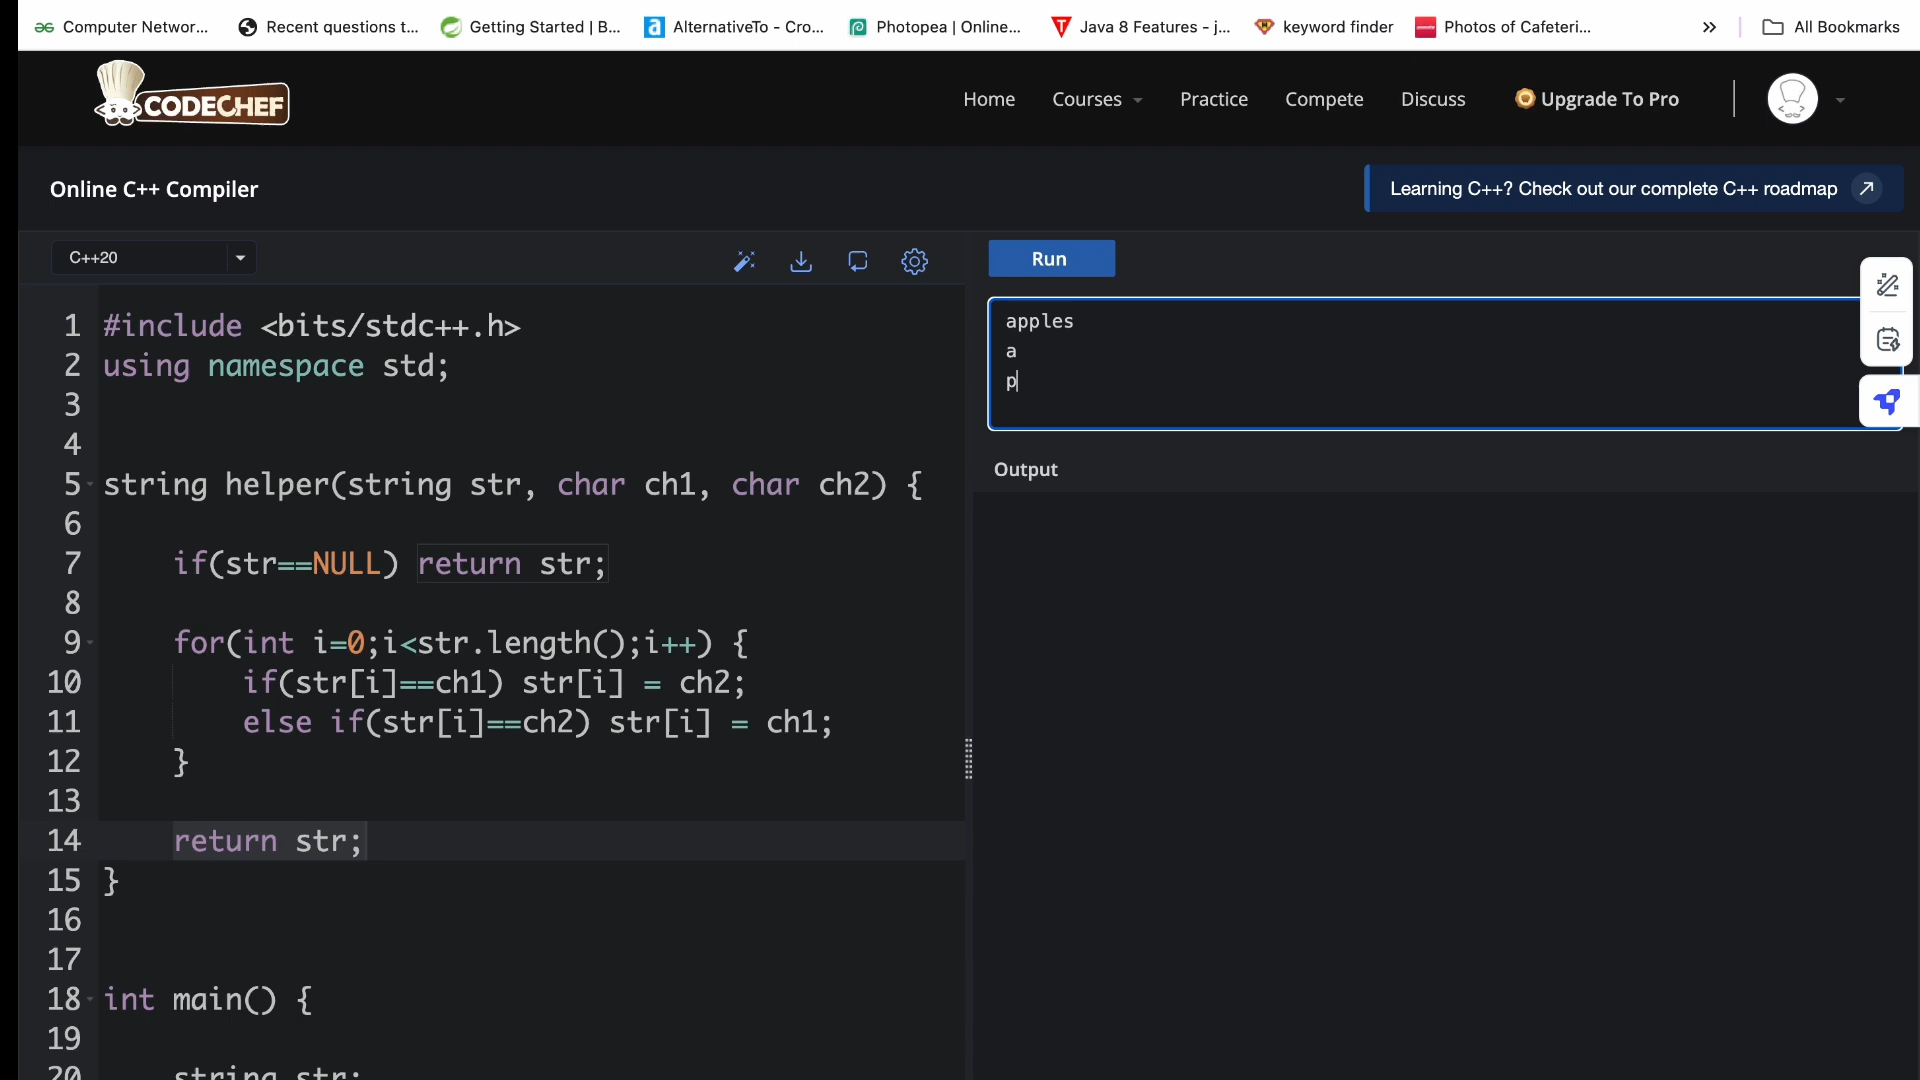 Computer Networ...
Recent questions t...
Getting Started | B...
AlternativeTo - Cro...
Photopea | Online...
Java 8 Features - j...
keyword finder
Photos of Cafeteri...
»
All Bookmarks
CODECHEF
Home
Courses
Practice
Compete
Discuss
Upgrade To Pro
Online C++ Compiler
Learning C++? Check out our complete C++ roadmap
C++20
Run
1 #include <bits/stdc++.h>
2 using namespace std;
3
4
5 string helper(string str, char ch1, char ch2) {
6
7 if(str==NULL) return str;
8
9 for(int i=0;i<str.length();i++) {
10 if(str[i]==ch1) str[i] = ch2;
11 else if(str[i]==ch2) str[i] = ch1;
12 }
13
14 return str;
15 }
16
17
18 int main() {
19
20 string str;
apples
a
p
Output